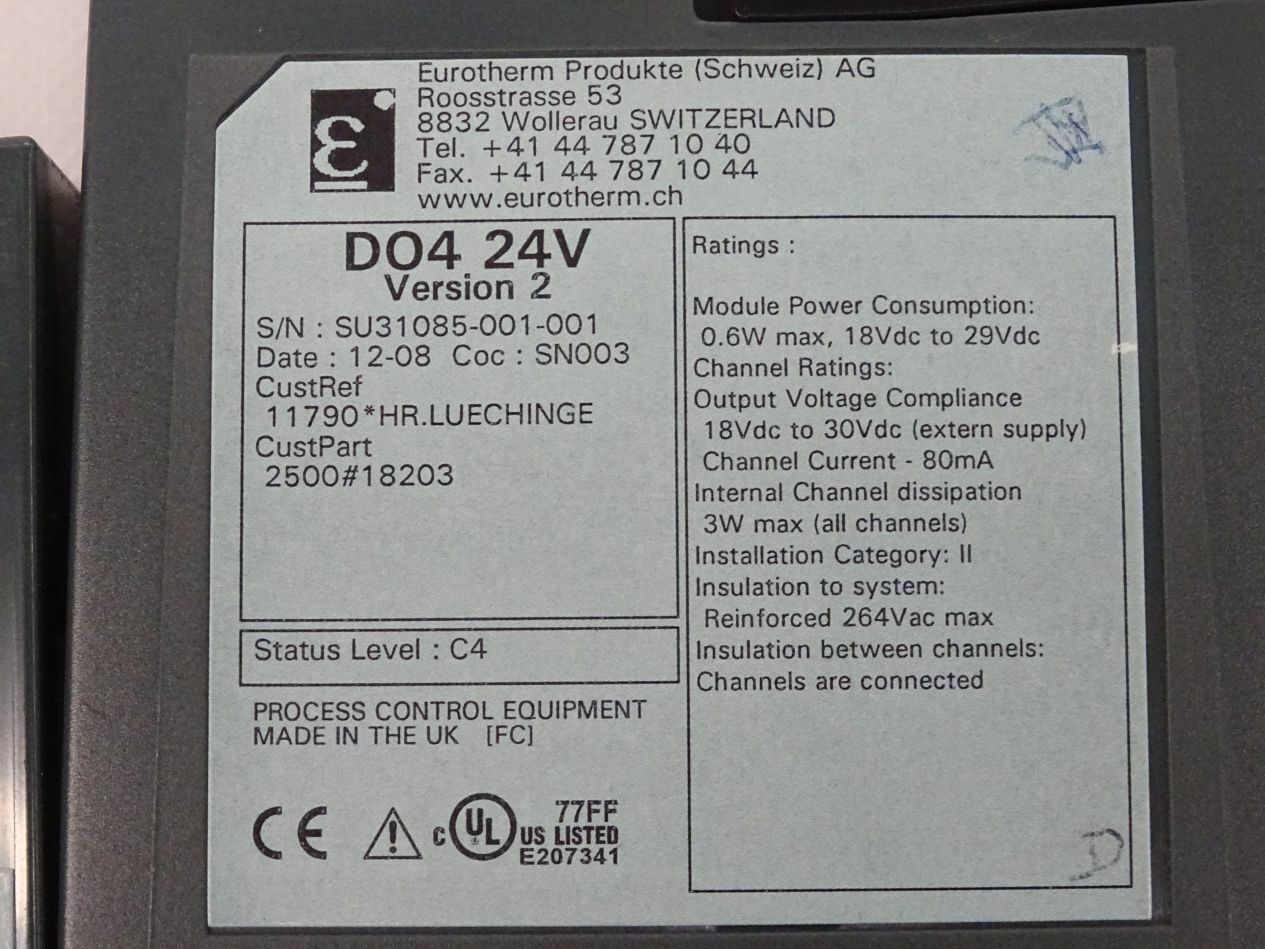 Eurotherm Produkte (Schweiz) AG
Roosstrasse 53
8832 Wollerau SWITZERLAND
Tel. +41 44 787 10 40
Fax. +41 44 787 10 44
www.eurotherm.ch
DO4 24V
Version 2
S/N : SU31085-001-001
Date : 12-08 Coc : SN003
CustRef
11790*HR.LUECHINGE
CustPart
2500#18203
Status Level : C4
PROCESS CONTROL EQUIPMENT
MADE IN THE UK [FC]
CE
c UL US LISTED
77FF
E207341
Ratings :
Module Power Consumption:
0.6W max, 18Vdc to 29Vdc
Channel Ratings:
Output Voltage Compliance
18Vdc to 30Vdc (extern supply)
Channel Current - 80mA
Internal Channel dissipation
3W max (all channels)
Installation Category: II
Insulation to system:
Reinforced 264Vac max
Insulation between channels:
Channels are connected
D